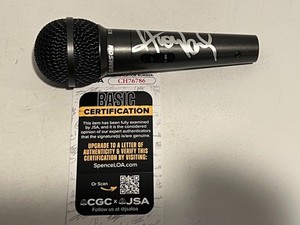 CH76786
BASIC
CERTIFICATION
This item has been fully examined
by JSA, and it is the considered
opinion of our expert authenticators
that the signature(s) is/are genuine.
UPGRADE TO A LETTER OF
AUTHENTICITY & VERIFY THIS
CERTIFICATION BY VISITING:
SpenceLOA.com
Or Scan
CGC x JSA
Follow us at @jsaloa